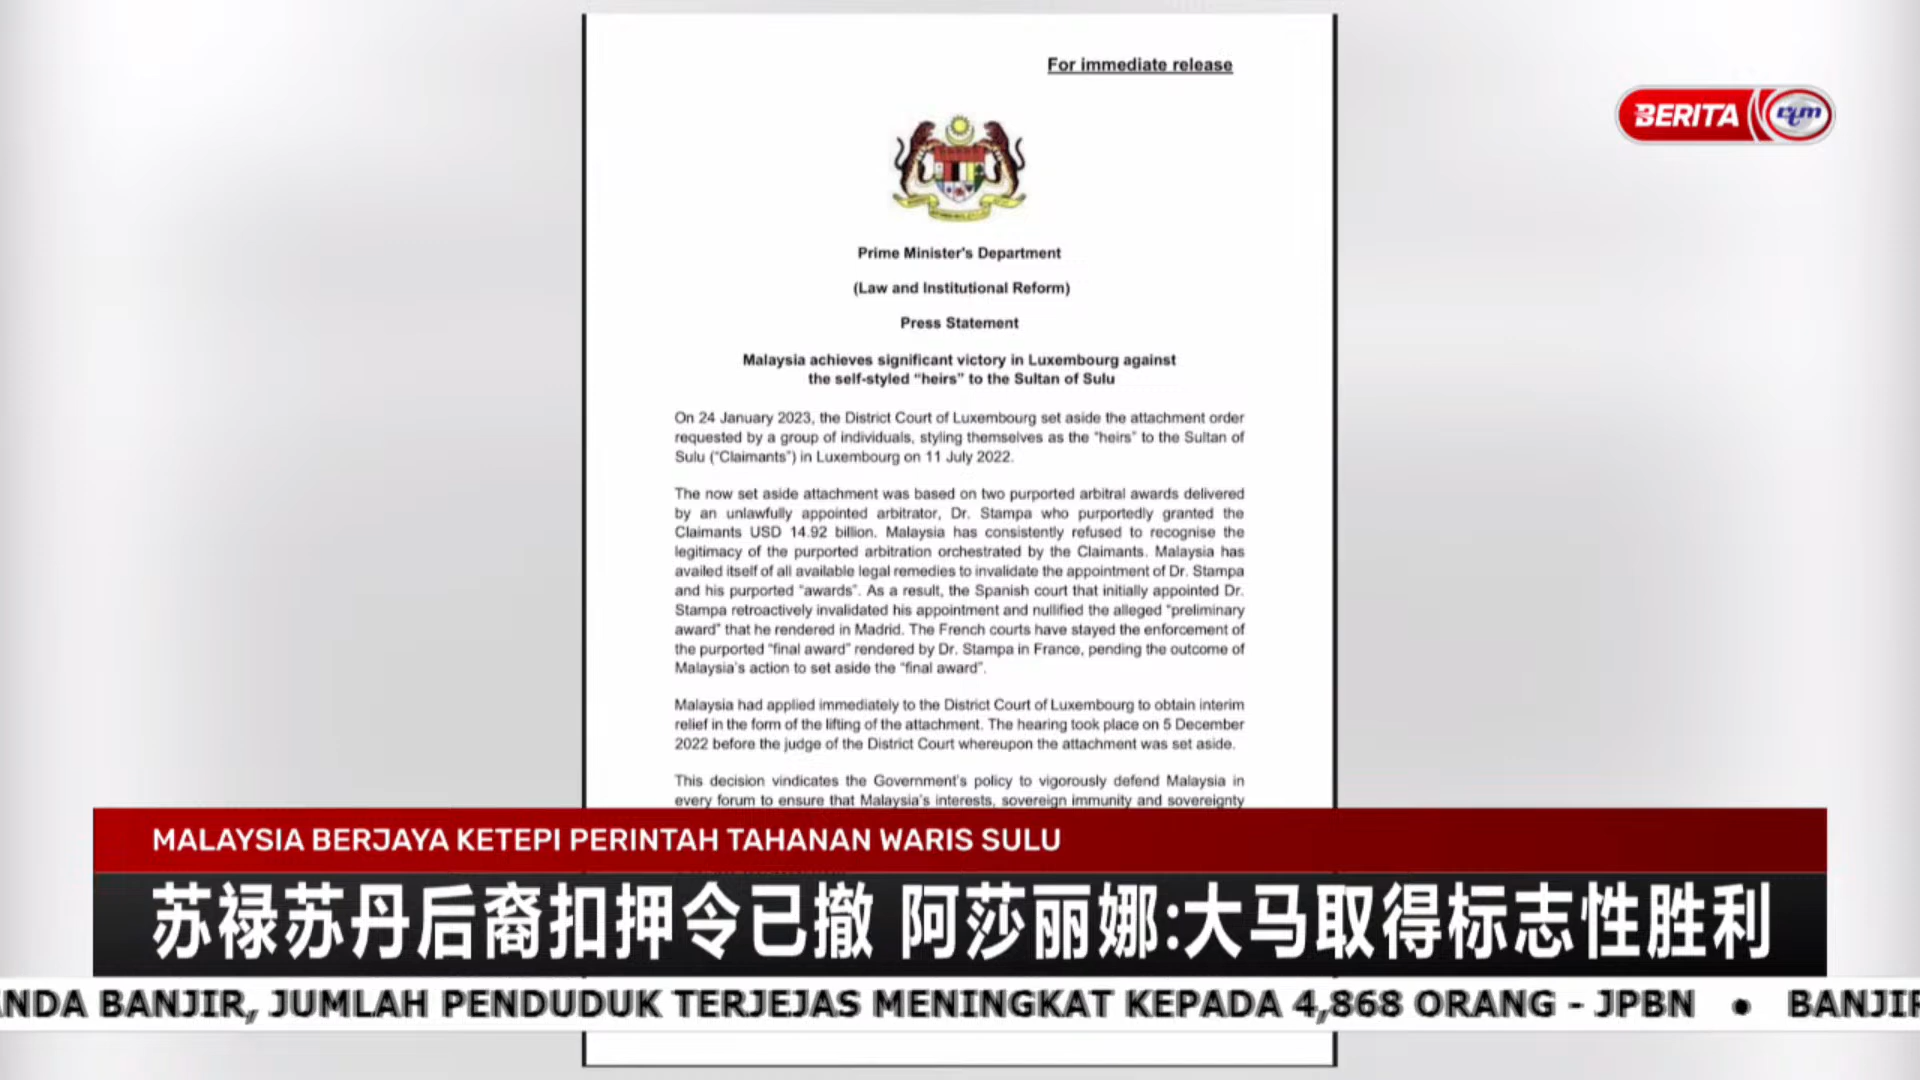 For immediate release
BERITA rtm
Prime Minister's Department
(Law and Institutional Reform)
Press Statement
Malaysia achieves significant victory in Luxembourg against
the self-styled “heirs” to the Sultan of Sulu
On 24 January 2023, the District Court of Luxembourg set aside the attachment order
requested by a group of individuals, styling themselves as the “heirs” to the Sultan of
Sulu (“Claimants”) in Luxembourg on 11 July 2022.
The now set aside attachment was based on two purported arbitral awards delivered
by an unlawfully appointed arbitrator, Dr. Stampa who purportedly granted the
Claimants USD 14.92 billion. Malaysia has consistently refused to recognise the
legitimacy of the purported arbitration orchestrated by the Claimants. Malaysia has
availed itself of all available legal remedies to invalidate the appointment of Dr. Stampa
and his purported “awards”. As a result, the Spanish court that initially appointed Dr.
Stampa retroactively invalidated his appointment and nullified the alleged “preliminary
award” that he rendered in Madrid. The French courts have stayed the enforcement of
the purported “final award” rendered by Dr. Stampa in France, pending the outcome of
Malaysia's action to set aside the “final award”.
Malaysia had applied immediately to the District Court of Luxembourg to obtain interim
relief in the form of the lifting of the attachment. The hearing took place on 5 December
2022 before the judge of the District Court whereupon the attachment was set aside.
This decision vindicates the Government's policy to vigorously defend Malaysia in
every forum to ensure that Malaysia's interests, sovereign immunity and sovereignty
MALAYSIA BERJAYA KETEPI PERINTAH TAHANAN WARIS SULU
苏禄苏丹后裔扣押令已撤 阿莎丽娜:大马取得标志性胜利
NDA BANJIR, JUMLAH PENDUDUK TERJEJAS MENINGKAT KEPADA 4,868 ORANG - JPBN • BANJIR